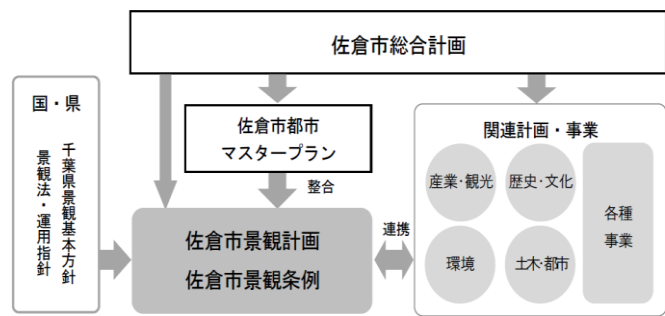 佐倉市総合計画
国・県
千葉県景観基本方針
景観法・運用指針
佐倉市都市
マスタープラン
整合
佐倉市景観計画
佐倉市景観条例
連携
関連計画・事業
産業・観光
歴史・文化
環境
土木・都市
各種
事業